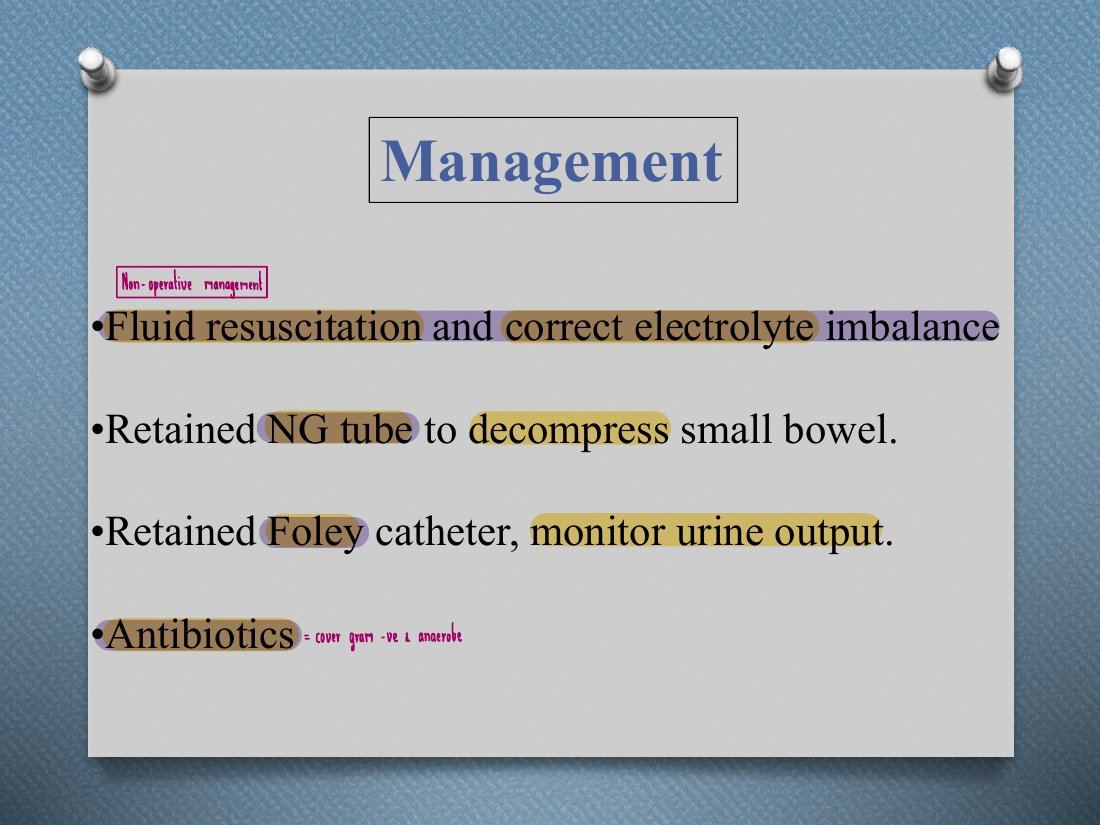 Management
Non-operative management
•Fluid resuscitation and correct electrolyte imbalance
•Retained NG tube to decompress small bowel.
•Retained Foley catheter, monitor urine output.
•Antibiotics = cover gram -ve & anaerobe